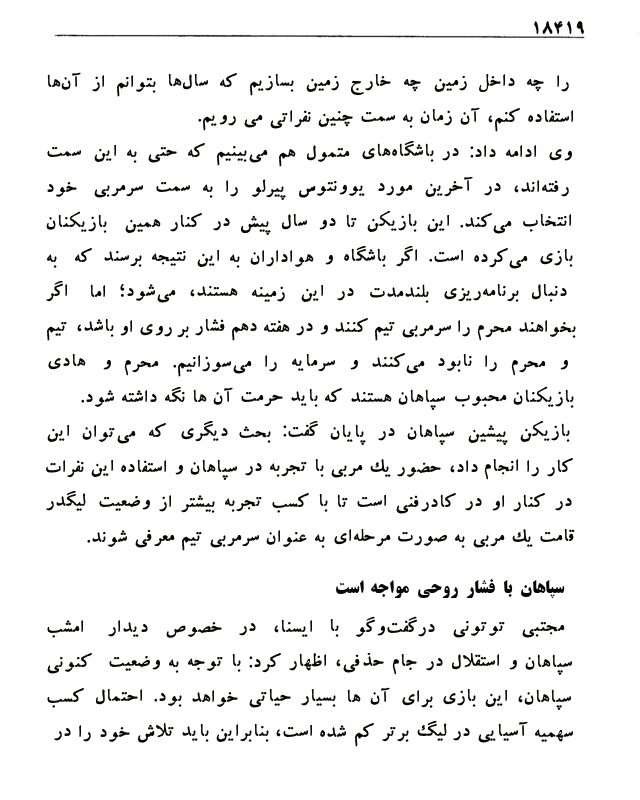 ۱۸۴۱۹
را چه داخل زمین چه خارج زمین بسازیم که سال‌ها بتوانم از آن‌ها
استفاده کنم، آن زمان به سمت چنین نفراتی می رویم.
وی ادامه داد: در باشگاه‌های متمول هم می‌بینیم که حتی به این سمت
رفته‌اند، در آخرین مورد یوونتوس پیرلو را به سمت سرمربی خود
انتخاب می‌کند. این بازیکن تا دو سال پیش در کنار همین بازیکنان
بازی می‌کرده است. اگر باشگاه و هواداران به این نتیجه برسند که به
دنبال برنامه‌ریزی بلندمدت در این زمینه هستند، می‌شود؛ اما اگر
بخواهند محرم را سرمربی تیم کنند و در هفته دهم فشار بر روی او باشد، تیم
و محرم را نابود می‌کنند و سرمایه را می‌سوزانیم. محرم و هادی
بازیکنان محبوب سپاهان هستند که باید حرمت آن ها نگه داشته شود.
بازیکن پیشین سپاهان در پایان گفت: بحث دیگری که می‌توان این
کار را انجام داد، حضور یك مربی با تجربه در سپاهان و استفاده این نفرات
در کنار او در کادرفنی است تا با کسب تجربه بیشتر از وضعیت لیگدر
قامت یك مربی به صورت مرحله‌ای به عنوان سرمربی تیم معرفی شوند.
سپاهان با فشار روحی مواجه است
مجتبی توتونی درگفت‌وگو با ایسنا، در خصوص دیدار امشب
سپاهان و استقلال در جام حذفی، اظهار کرد: با توجه به وضعیت کنونی
سپاهان، این بازی برای آن ها بسیار حیاتی خواهد بود. احتمال کسب
سهمیه آسیایی در لیگ برتر کم شده است، بنابراین باید تلاش خود را در